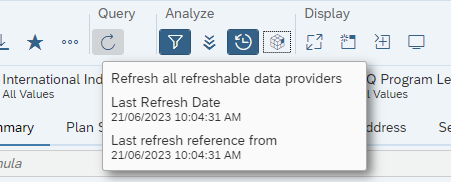 Query
Analyze
Display
Refresh all refreshable data providers
Last Refresh Date
21/06/2023 10:04:31 AM
Last refresh reference from
21/06/2023 10:04:31 AM
International Ind
All Values
Q Program Le
l Values
mmary
Plan S
ddress
Se
nula